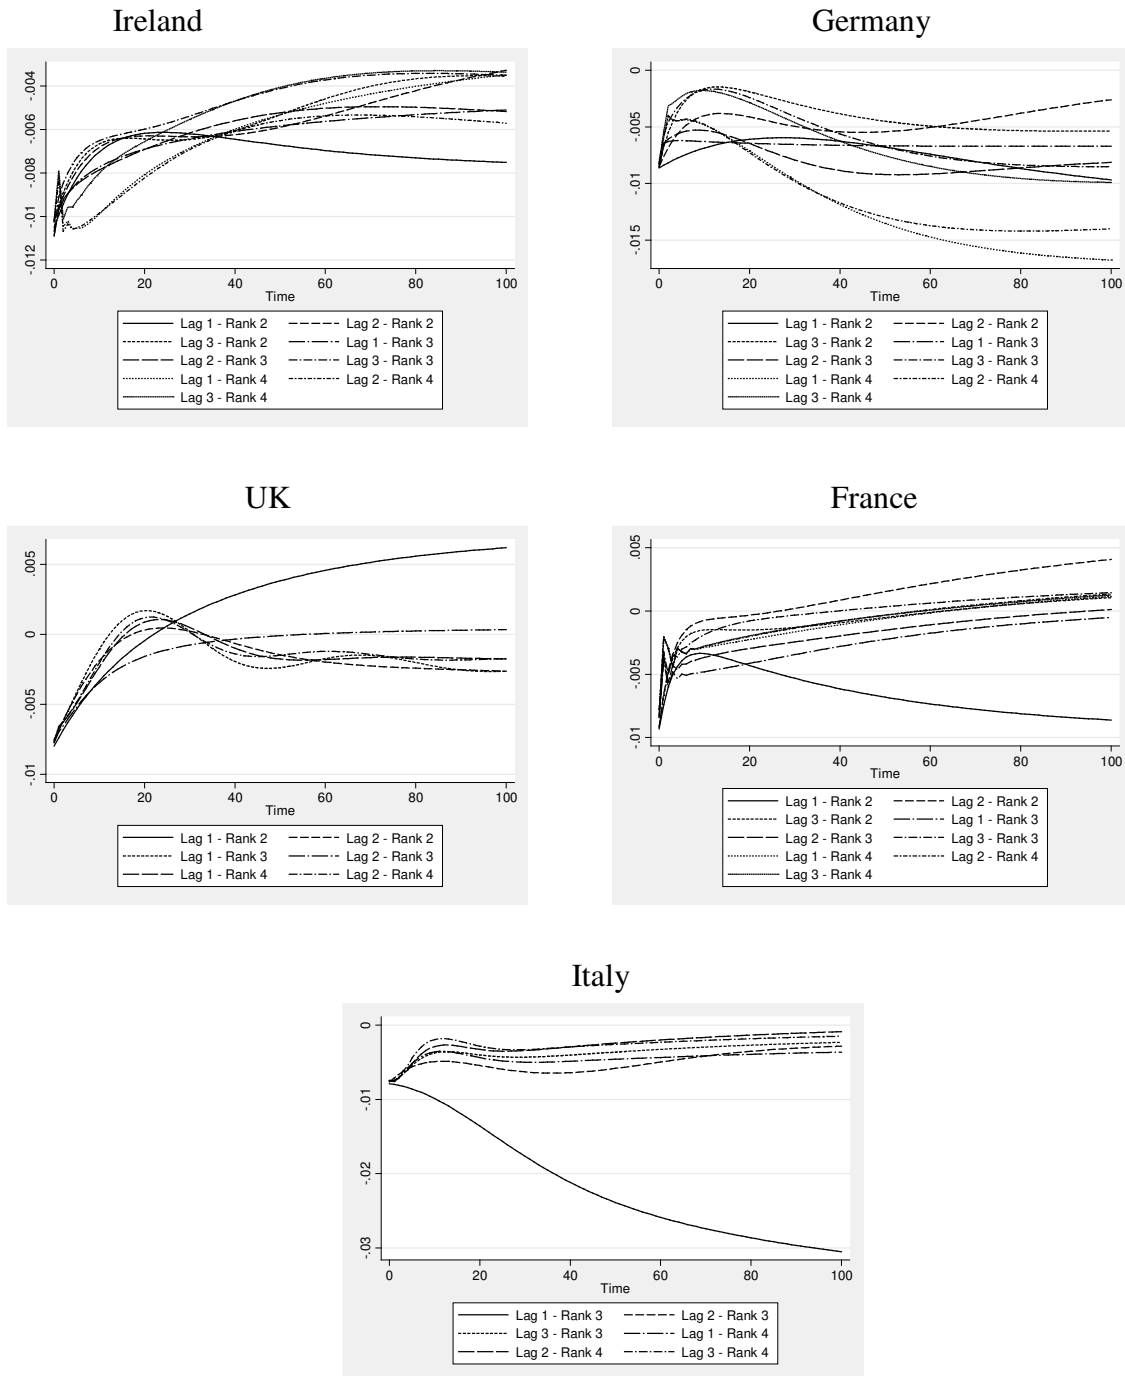 Ireland
-.004
-.006
-.008
-.01
-.012
0 20 40 60 80 100
Time
Lag 1 - Rank 2 Lag 2 - Rank 2
Lag 3 - Rank 2 Lag 1 - Rank 3
Lag 2 - Rank 3 Lag 3 - Rank 3
Lag 1 - Rank 4 Lag 2 - Rank 4
Lag 3 - Rank 4
Germany
0
-.005
-.01
-.015
0 20 40 60 80 100
Time
Lag 1 - Rank 2 Lag 2 - Rank 2
Lag 3 - Rank 2 Lag 1 - Rank 3
Lag 2 - Rank 3 Lag 3 - Rank 3
Lag 1 - Rank 4 Lag 2 - Rank 4
Lag 3 - Rank 4
UK
.005
0
-.005
-.01
0 20 40 60 80 100
Time
Lag 1 - Rank 2 Lag 2 - Rank 2
Lag 1 - Rank 3 Lag 2 - Rank 3
Lag 1 - Rank 4 Lag 2 - Rank 4
France
.005
0
-.005
-.01
0 20 40 60 80 100
Time
Lag 1 - Rank 2 Lag 2 - Rank 2
Lag 3 - Rank 2 Lag 1 - Rank 3
Lag 2 - Rank 3 Lag 3 - Rank 3
Lag 1 - Rank 4 Lag 2 - Rank 4
Lag 3 - Rank 4
Italy
0
-.01
-.02
-.03
0 20 40 60 80 100
Time
Lag 1 - Rank 3 Lag 2 - Rank 3
Lag 3 - Rank 3 Lag 1 - Rank 4
Lag 2 - Rank 4 Lag 3 - Rank 4